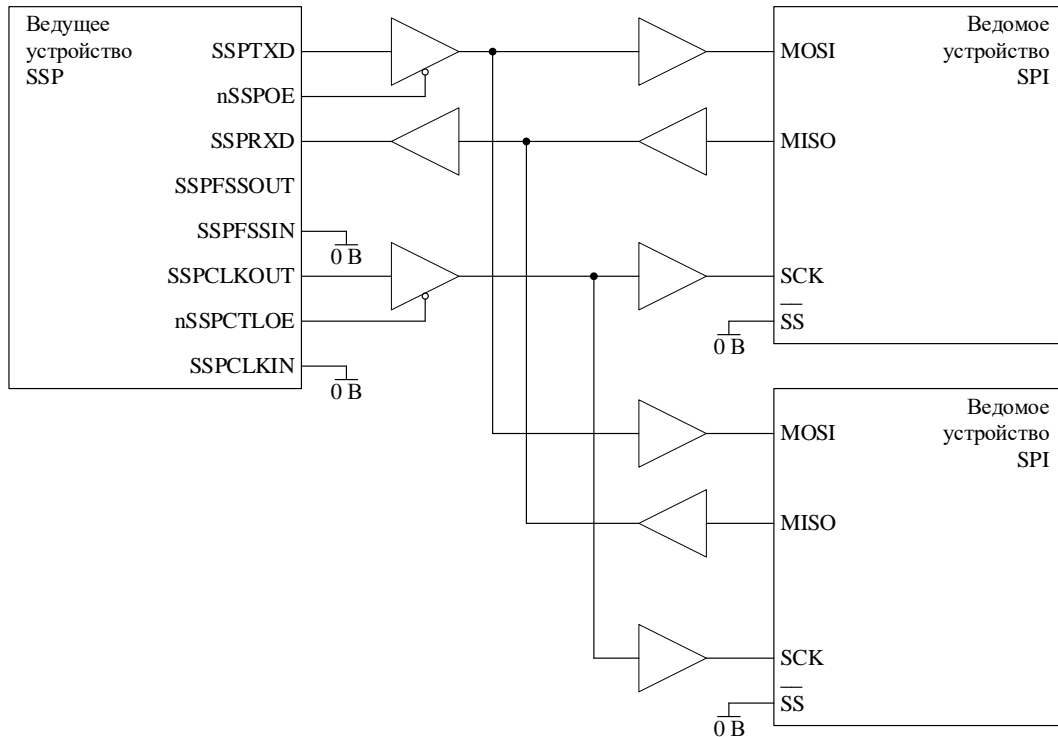 Ведущее
устройство
SSP
SSPTXD
nSSPOE
SSPRXD
SSPFSSOUT
SSPFSSIN
0 В
SSPCLKOUT
nSSPCTLOE
SSPCLKIN
0 В
Ведомое
устройство
SPI
MOSI
MISO
SCK
SS
0 В
Ведомое
устройство
SPI
MOSI
MISO
SCK
SS
0 В